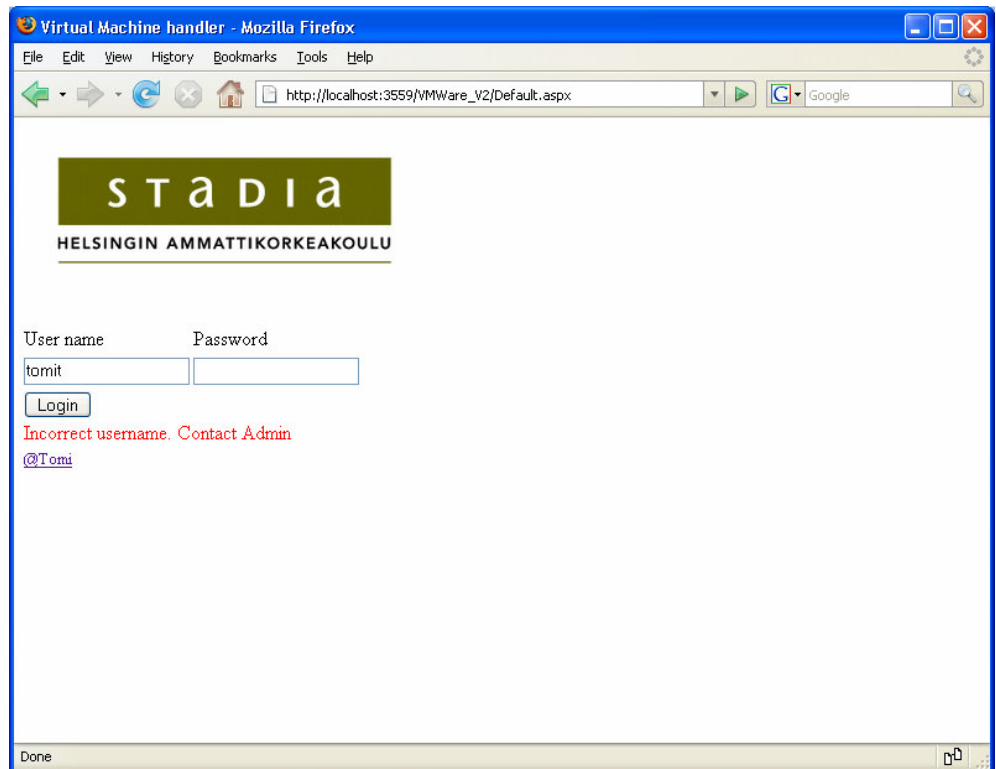 Virtual Machine handler - Mozilla Firefox
File Edit View History Bookmarks Tools Help
http://localhost:3559/VMWare_V2/Default.aspx G Google
STaDIa
HELSINGIN AMMATTIKORKEAKOULU
User name Password
tomit
Login
Incorrect username. Contact Admin
@Tomi
Done